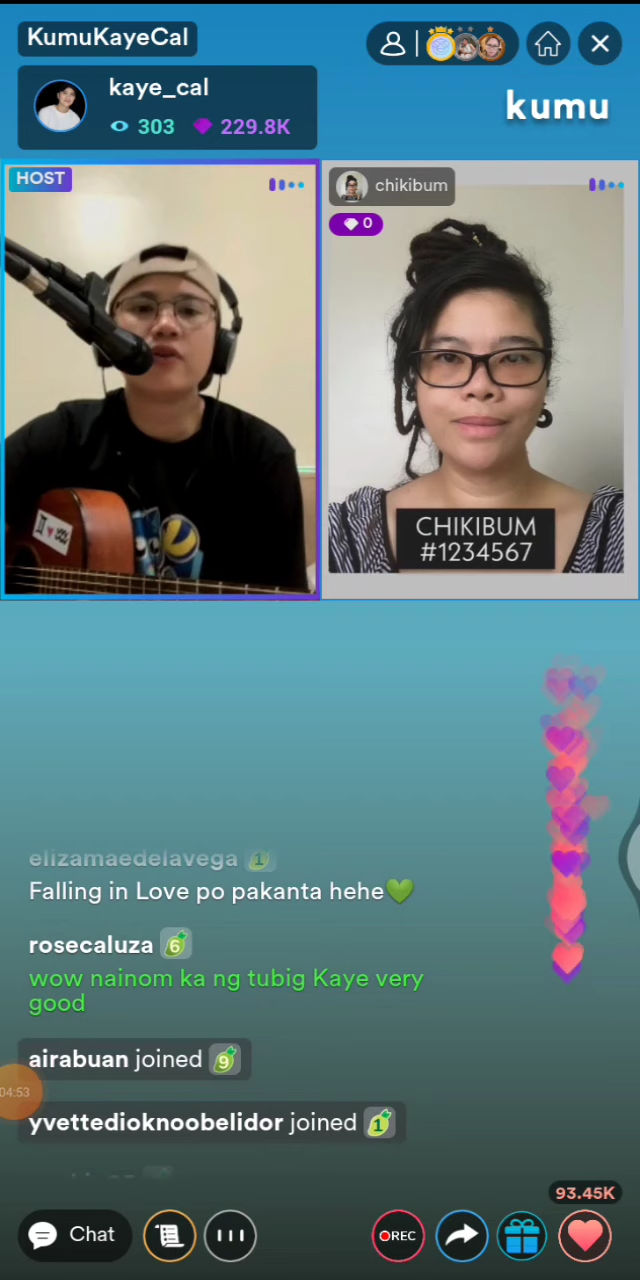 KumuKayeCal
kaye_cal
303 229.8K
kumu
HOST
chikibum
0
CHIKIBUM
#1234567
elizamaedelavega 1
Falling in Love po pakanta hehe💚
rosecaluza 6
wow nainom ka ng tubig Kaye very
good
airabuan joined 9
04:53
yvettedioknoobelidor joined 1
93.45K
Chat
REC